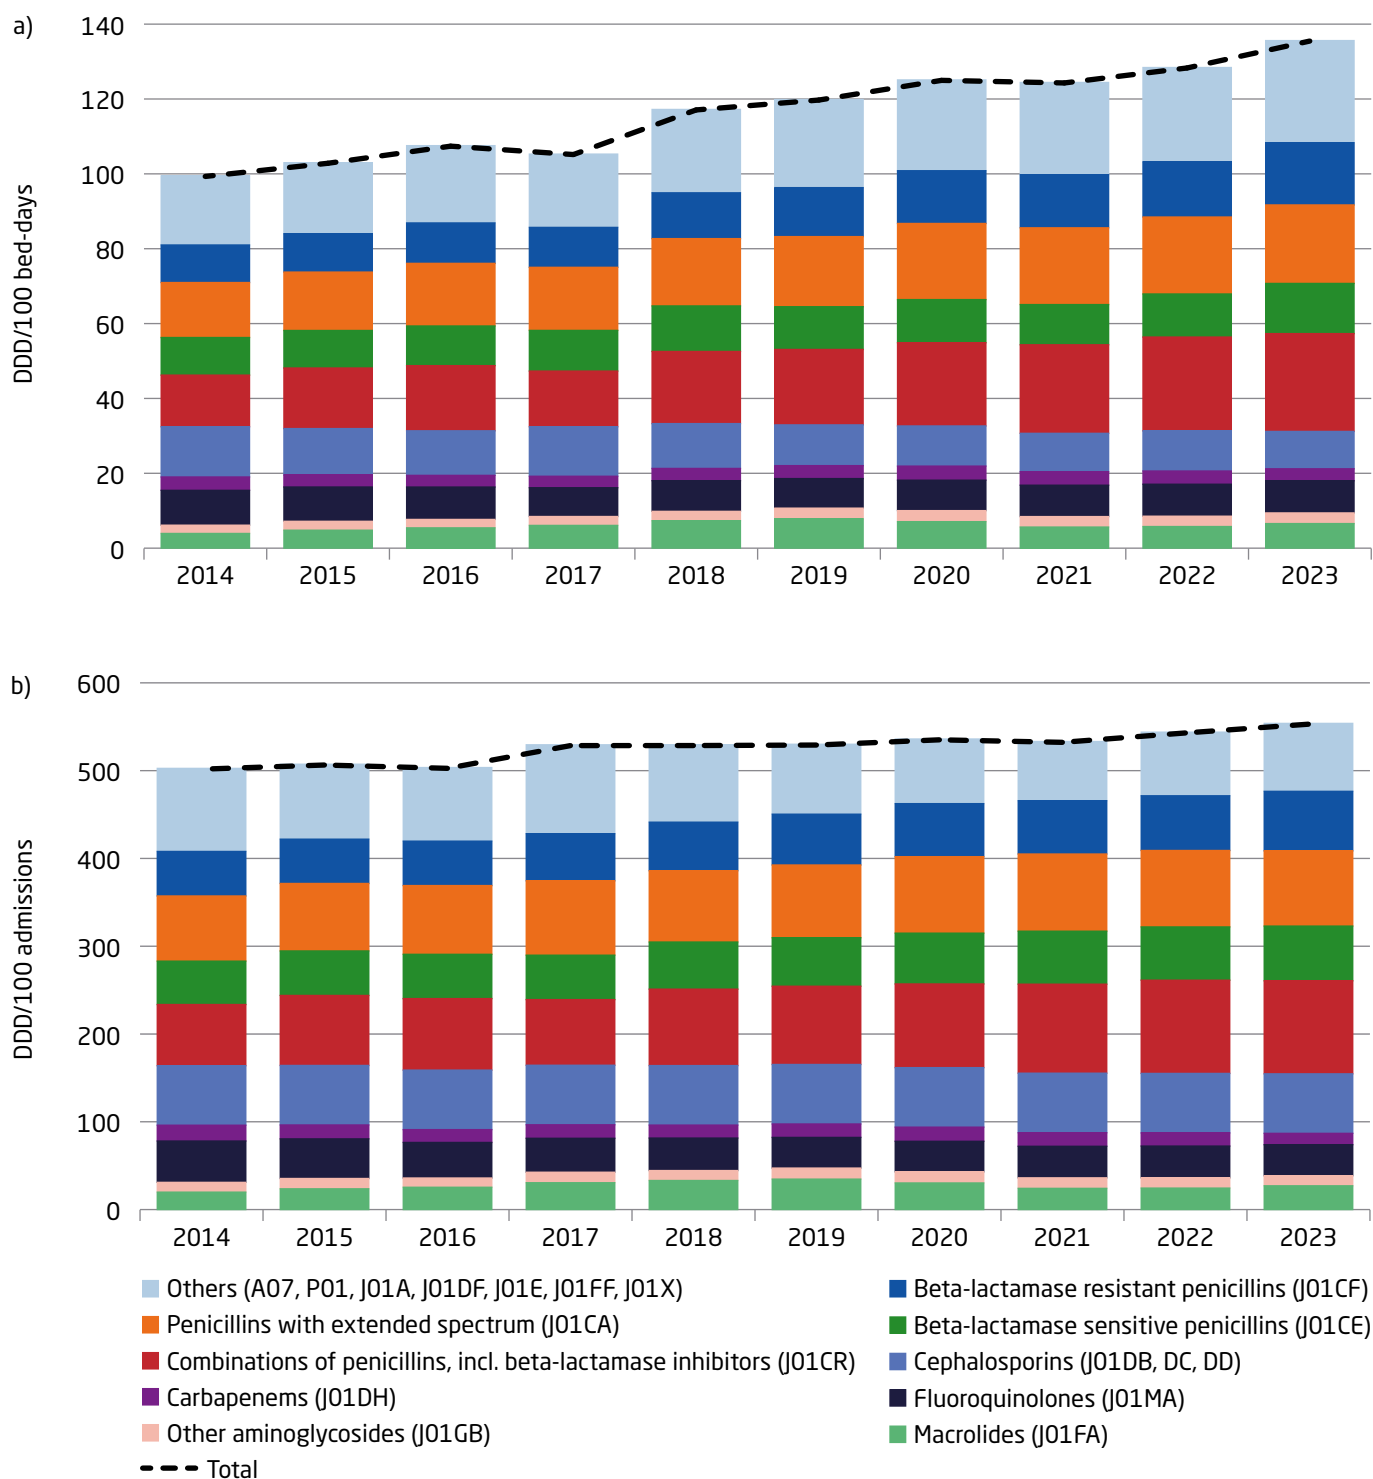 a)
DDD/100 bed-days
140
120
100
80
60
40
20
0
2014 2015 2016 2017 2018 2019 2020 2021 2022 2023
b)
DDD/100 admissions
600
500
400
300
200
100
0
2014 2015 2016 2017 2018 2019 2020 2021 2022 2023
Others (A07, P01, J01A, J01DF, J01E, J01FF, J01X)
Beta-lactamase resistant penicillins (J01CF)
Penicillins with extended spectrum (J01CA)
Beta-lactamase sensitive penicillins (J01CE)
Combinations of penicillins, incl. beta-lactamase inhibitors (J01CR)
Cephalosporins (J01DB, DC, DD)
Carbapenems (J01DH)
Fluoroquinolones (J01MA)
Other aminoglycosides (J01GB)
Macrolides (J01FA)
Total